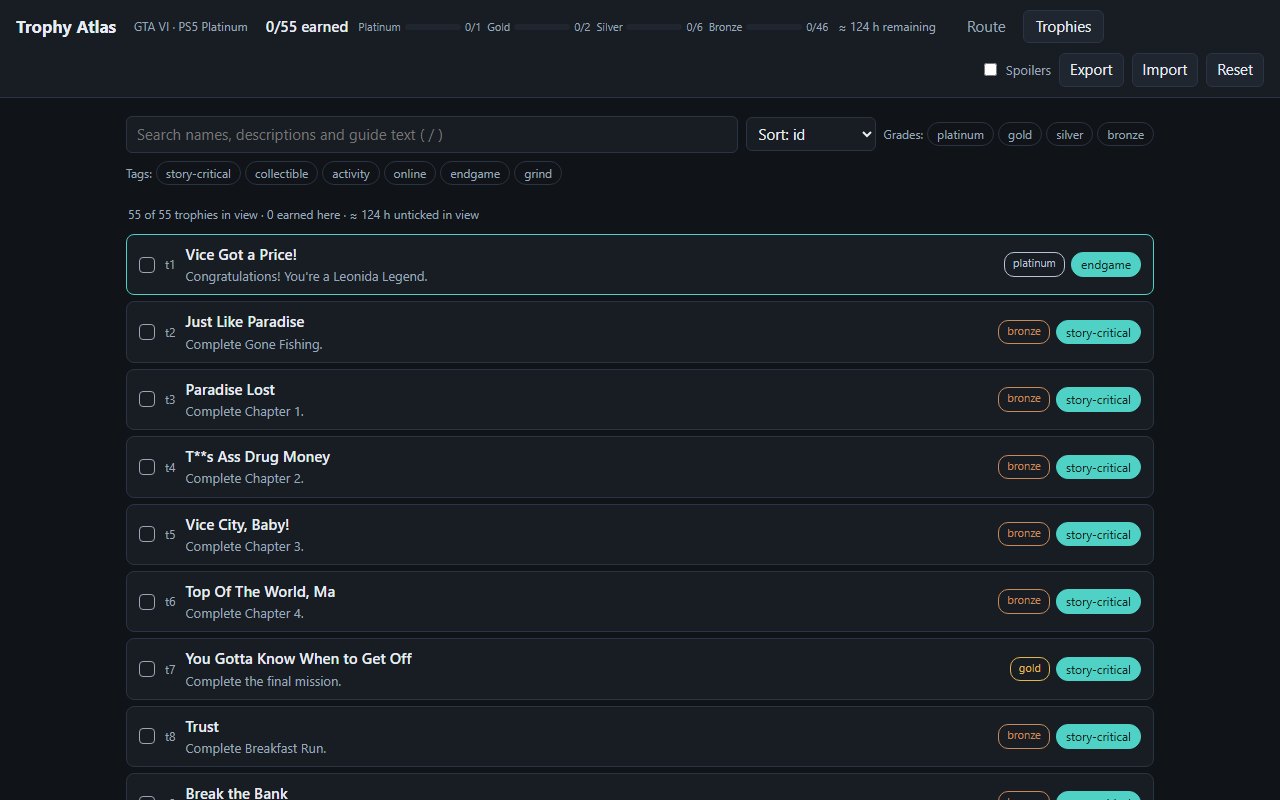 Trophy Atlas GTA VI · PS5 Platinum 0/55 earned Platinum 0/1 Gold 0/2 Silver 0/6 Bronze 0/46 ≈ 124 h remaining Route Trophies
Spoilers Export Import Reset
Search names, descriptions and guide text ( / ) Sort: id Grades: platinum gold silver bronze
Tags: story-critical collectible activity online endgame grind
55 of 55 trophies in view · 0 earned here · ≈ 124 h unticked in view
t1 Vice Got a Price! platinum endgame
Congratulations! You're a Leonida Legend.
t2 Just Like Paradise bronze story-critical
Complete Gone Fishing.
t3 Paradise Lost bronze story-critical
Complete Chapter 1.
t4 T**s Ass Drug Money bronze story-critical
Complete Chapter 2.
t5 Vice City, Baby! bronze story-critical
Complete Chapter 3.
t6 Top Of The World, Ma bronze story-critical
Complete Chapter 4.
t7 You Gotta Know When to Get Off gold story-critical
Complete the final mission.
t8 Trust bronze story-critical
Complete Breakfast Run.
Break the Bank